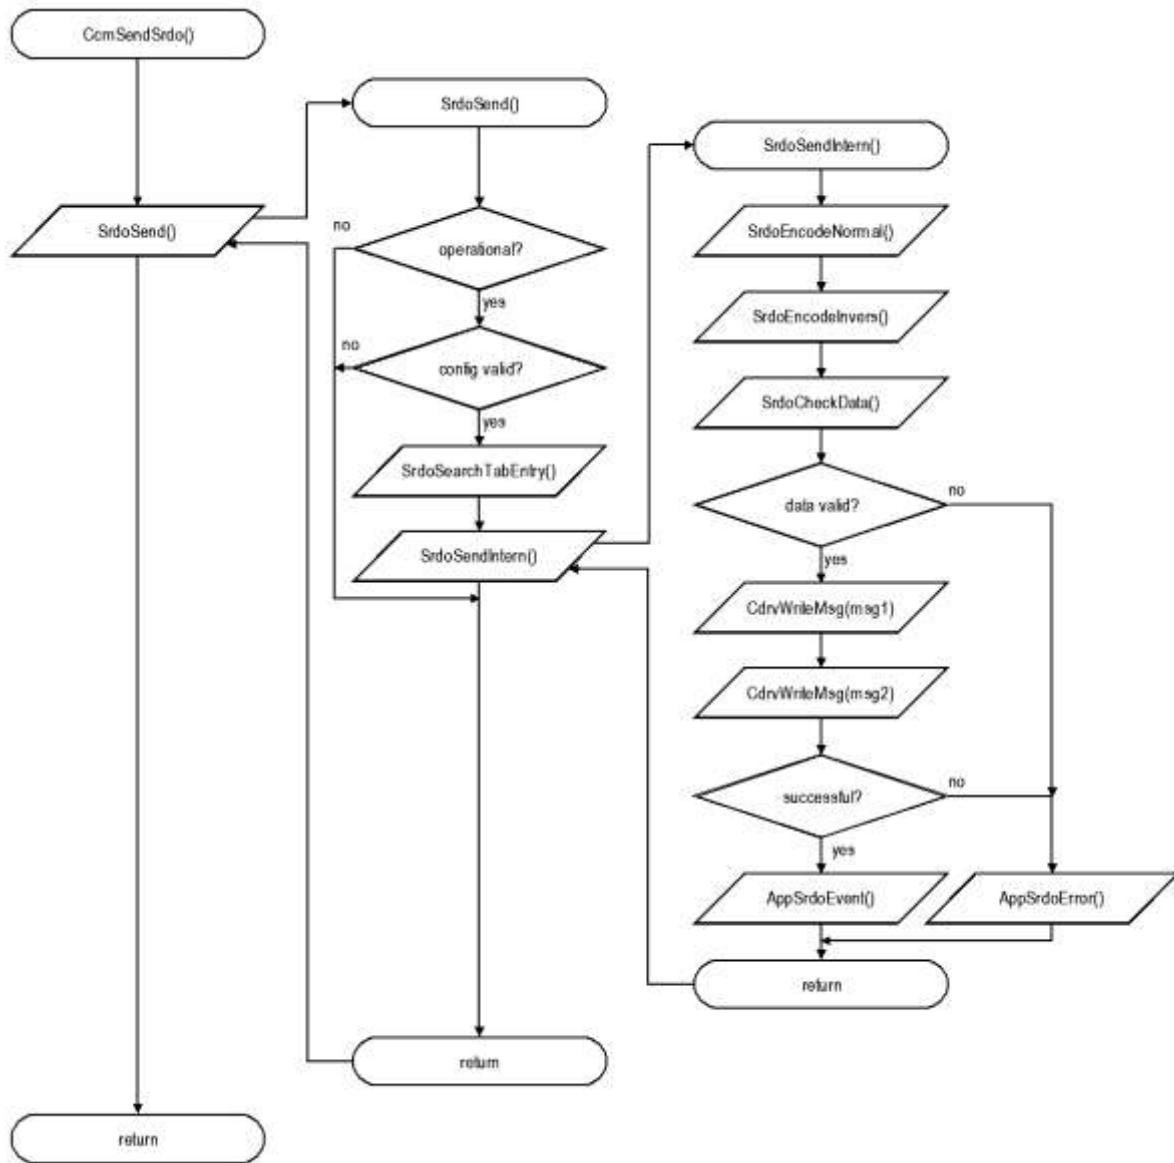 CcmSendSrdo()
SrdoSend()
return
SrdoSend()
operational?
no
yes
config valid?
no
yes
SrdoSearchTabEntry()
SrdoSendIntern()
return
SrdoSendIntern()
SrdoEncodeNormal()
SrdoEncodeInvers()
SrdoCheckData()
data valid?
no
yes
CdrvWriteMsg(msg1)
CdrvWriteMsg(msg2)
successful?
no
yes
AppSrdoEvent()
AppSrdoError()
return